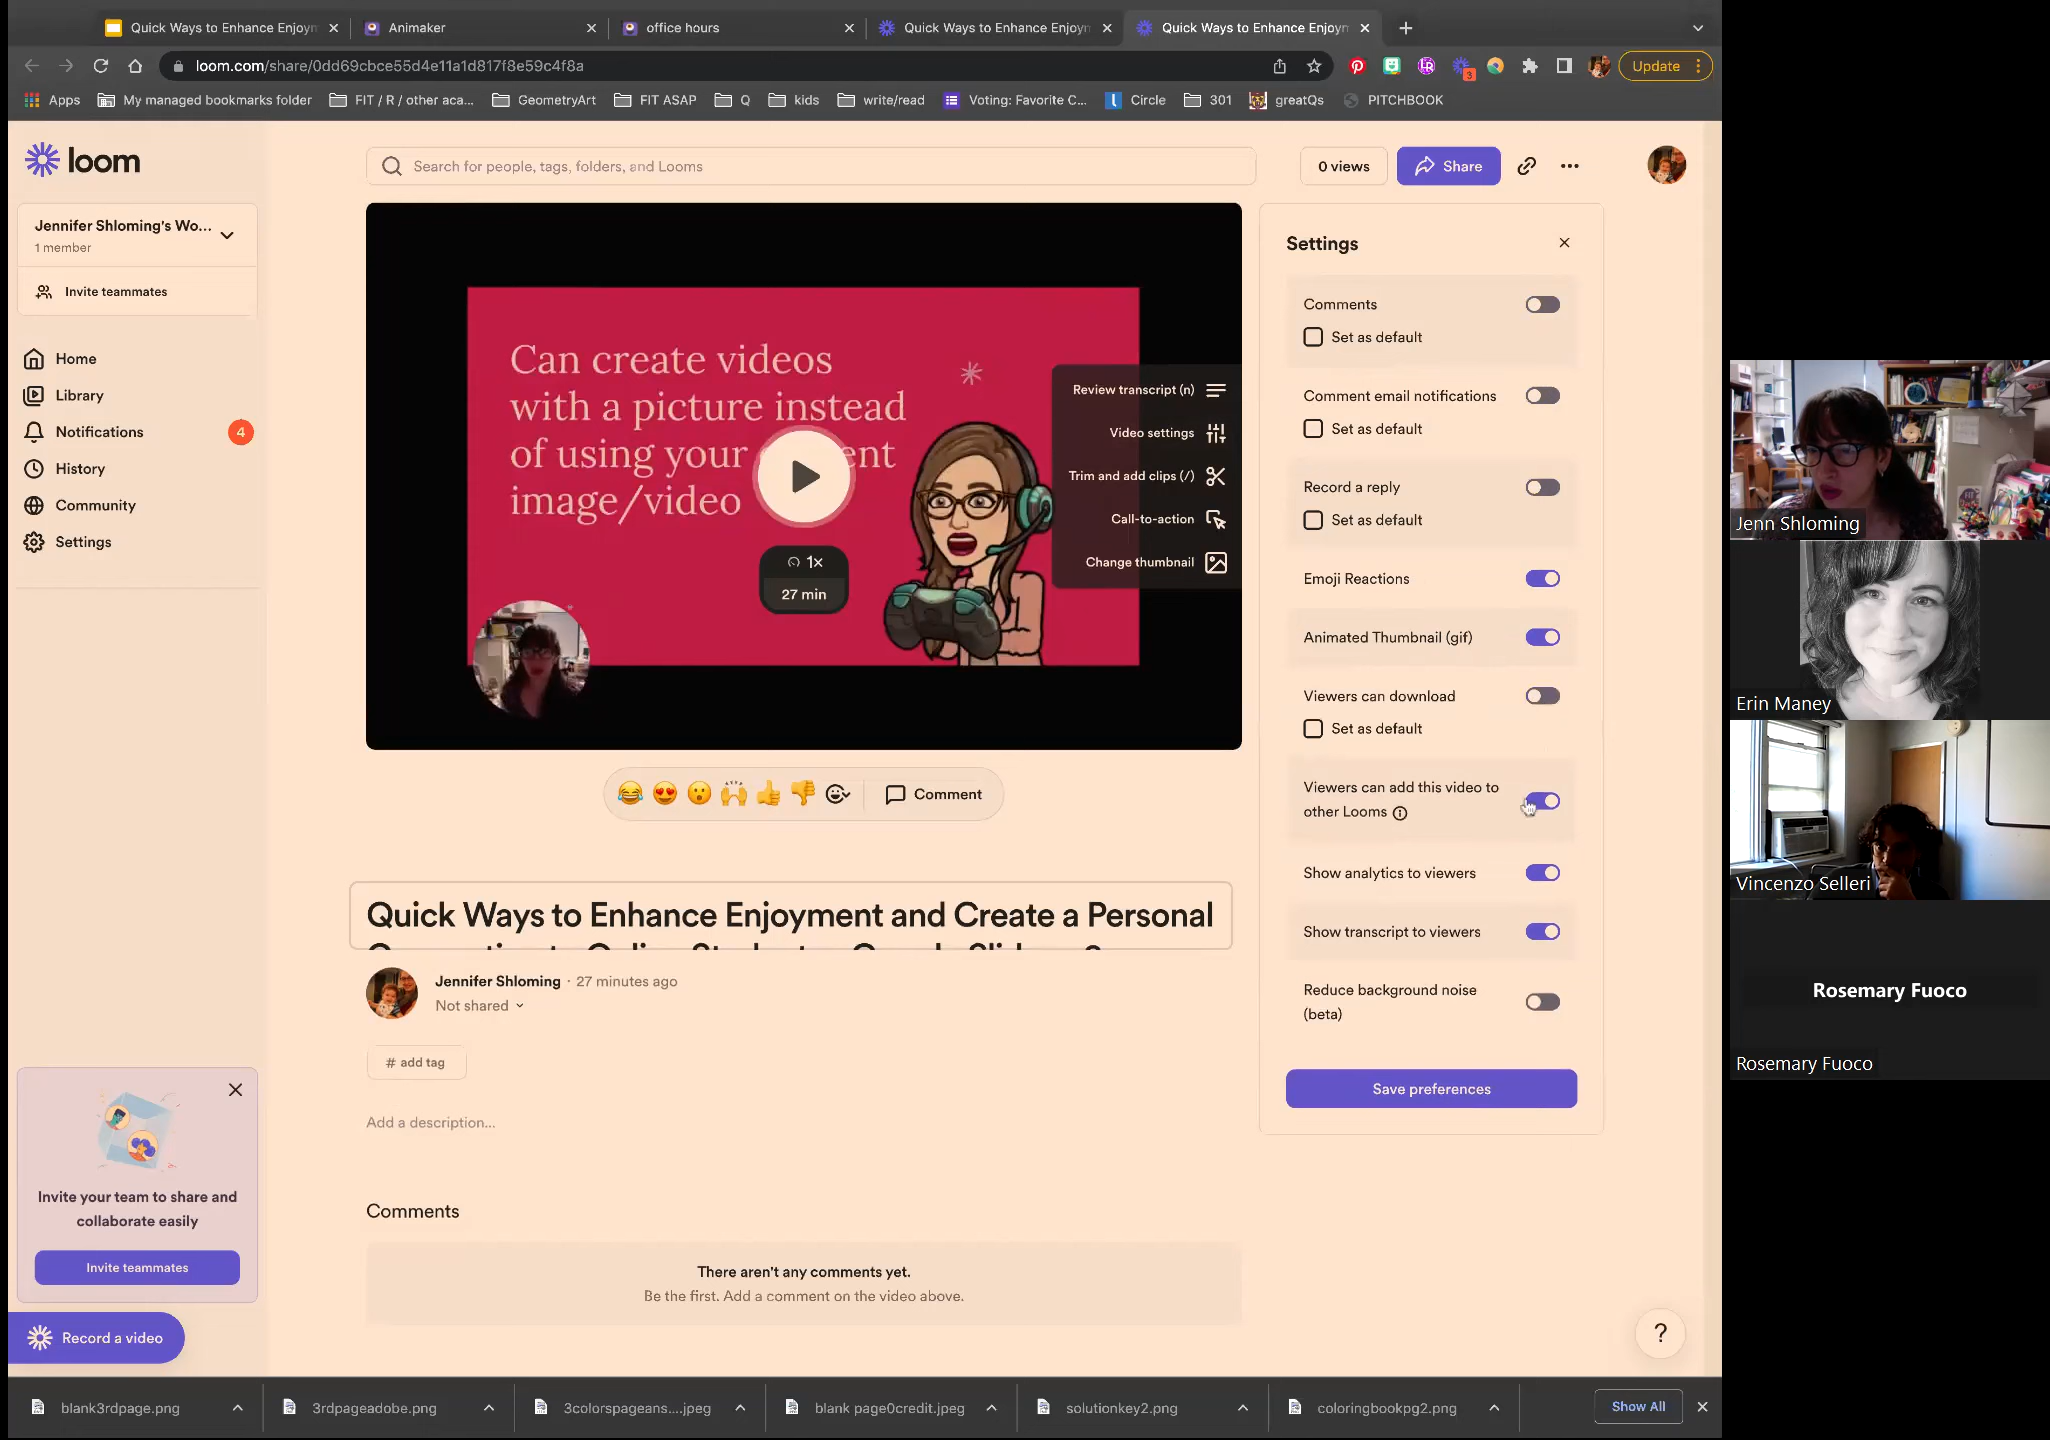 Quick Ways to Enhance Enjoym
Animaker
office hours
Quick Ways to Enhance Enjoym
Quick Ways to Enhance Enjoym
loom.com/share/0dd69cbce55d4e11a1d817f8e59c4f8a
3
Update
Apps
My managed bookmarks folder
FIT / R / other aca...
GeometryArt
FIT ASAP
Q
kids
write/read
Voting: Favorite C...
Circle
301
greatQs
PITCHBOOK
loom
Search for people, tags, folders, and Looms
0 views
Share
Jennifer Shloming's Wo...
1 member
Invite teammates
Home
Library
Notifications
4
History
Community
Settings
Can create videos
with a picture instead
of using your
image/video
1×
27 min
Review transcript (n)
Video settings
Trim and add clips (/)
Call-to-action
Change thumbnail
Settings
Comments
Set as default
Comment email notifications
Set as default
Record a reply
Set as default
Emoji Reactions
Animated Thumbnail (gif)
Viewers can download
Set as default
Viewers can add this video to
other Looms
Show analytics to viewers
Show transcript to viewers
Reduce background noise
(beta)
Save preferences
Comment
Quick Ways to Enhance Enjoyment and Create a Personal
Jennifer Shloming · 27 minutes ago
Not shared
# add tag
Add a description...
Comments
There aren't any comments yet.
Be the first. Add a comment on the video above.
Invite your team to share and
collaborate easily
Invite teammates
Record a video
?
blank3rdpage.png
3rdpageadobe.png
3colorspageans....jpeg
blank page0credit.jpeg
solutionkey2.png
coloringbookpg2.png
Show All
Jenn Shloming
Erin Maney
Vincenzo Selleri
Rosemary Fuoco
Rosemary Fuoco